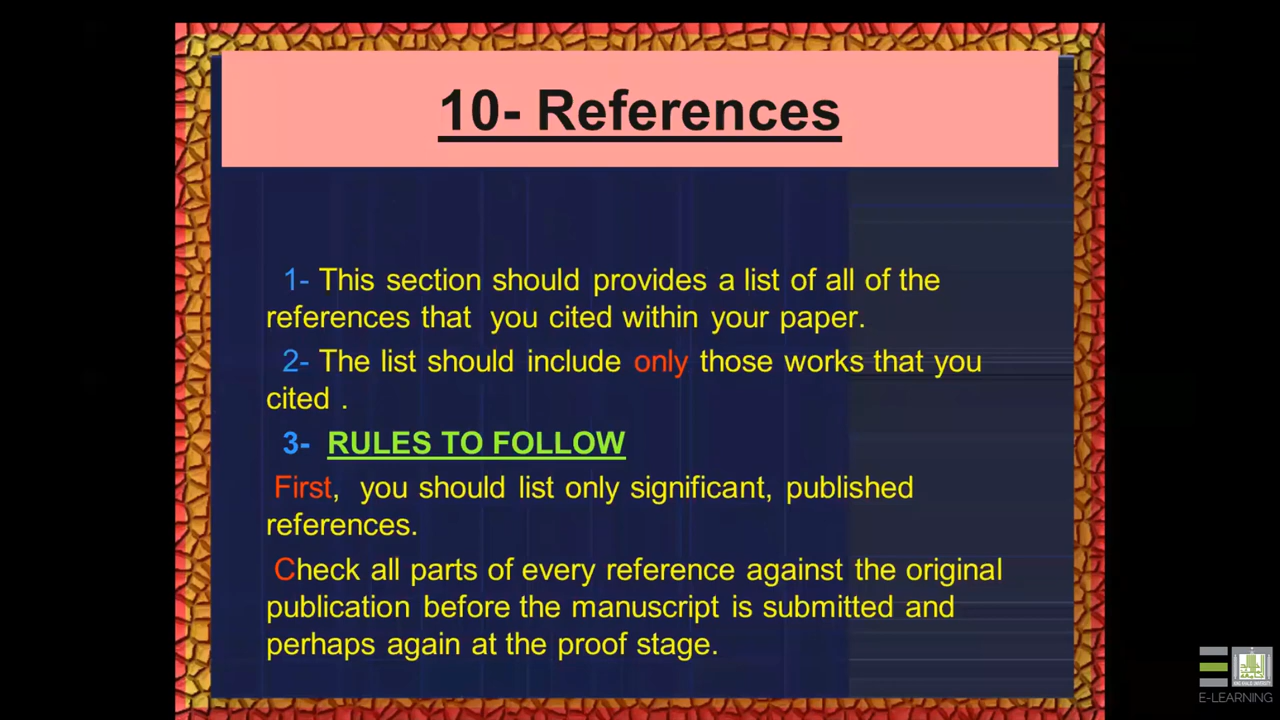 10- References
1- This section should provides a list of all of the
references that you cited within your paper.
2- The list should include only those works that you
cited .
3- RULES TO FOLLOW
First, you should list only significant, published
references.
Check all parts of every reference against the original
publication before the manuscript is submitted and
perhaps again at the proof stage.
E-LEARNING